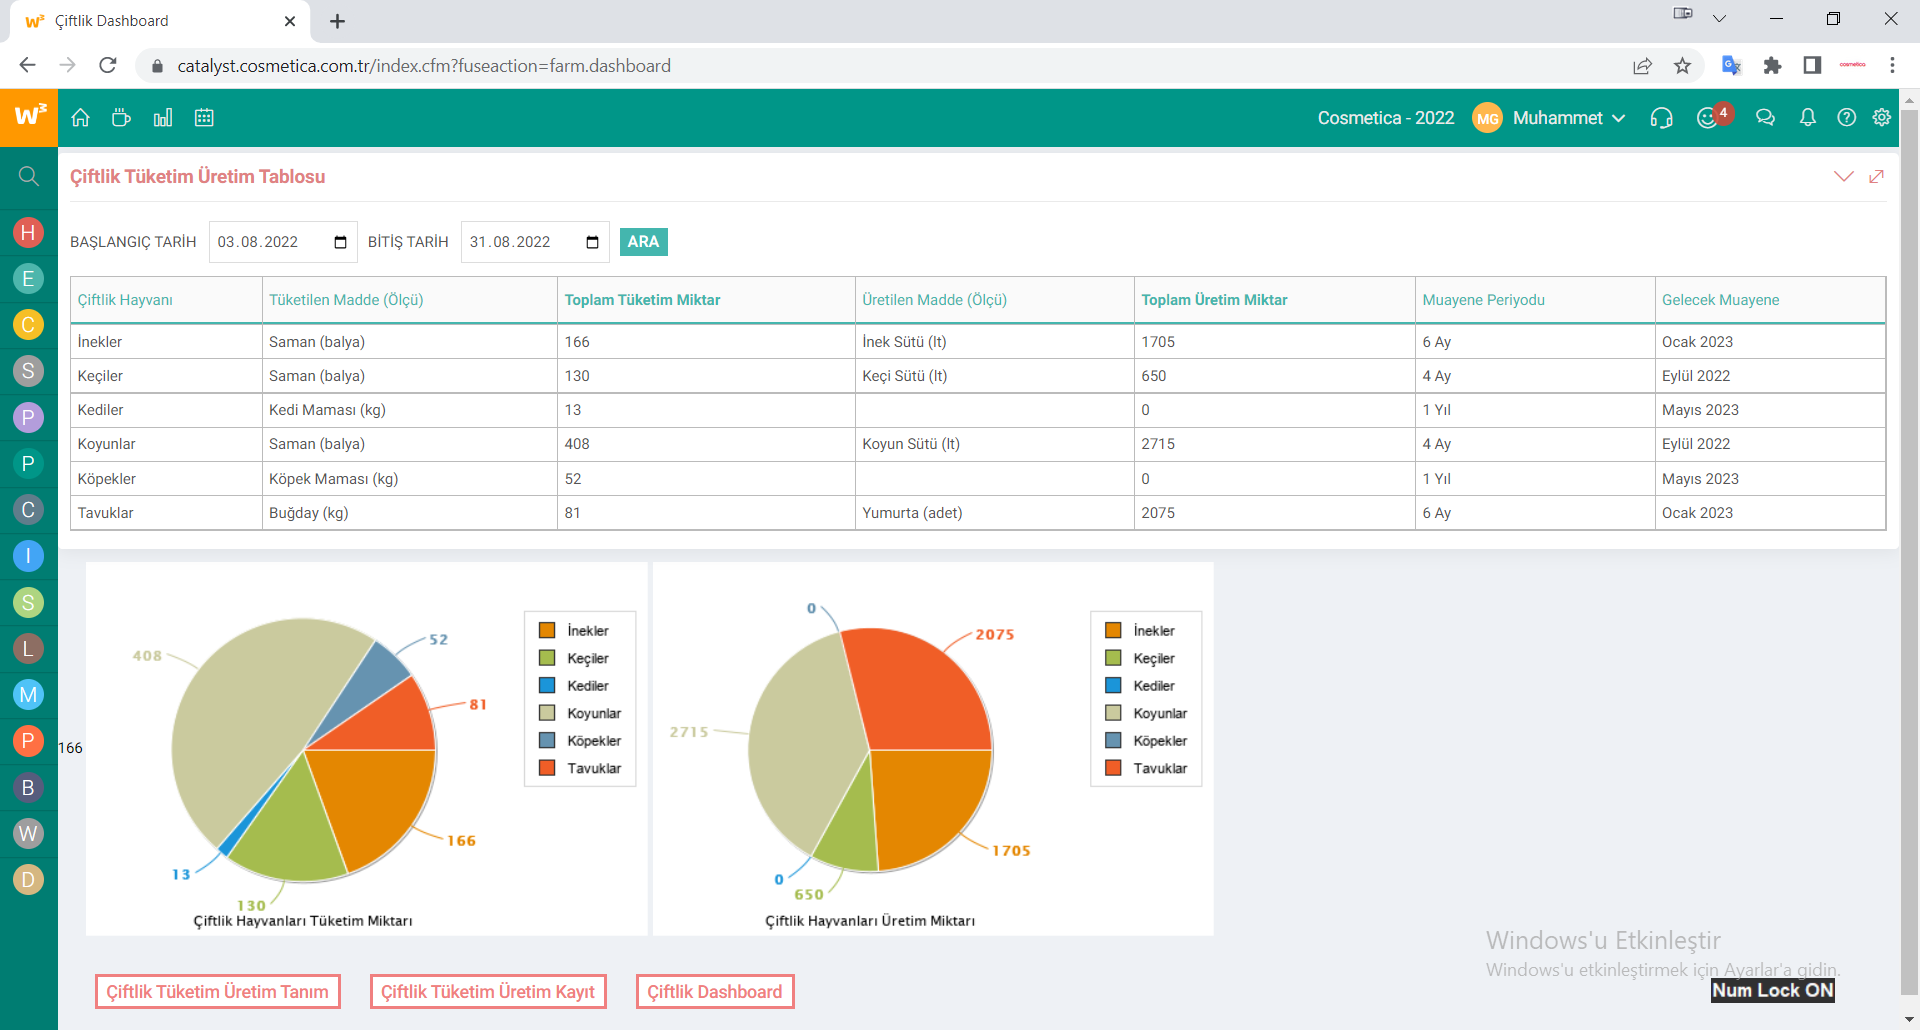 Çiftlik Dashboard
catalyst.cosmetica.com.tr/index.cfm?fuseaction=farm.dashboard
cosmetica
w³
Cosmetica - 2022 MG Muhammet 4
Çiftlik Tüketim Üretim Tablosu
BAŞLANGIÇ TARİH 03.08.2022 BİTİŞ TARİH 31.08.2022 ARA
Çiftlik Hayvanı Tüketilen Madde (Ölçü) Toplam Tüketim Miktar Üretilen Madde (Ölçü) Toplam Üretim Miktar Muayene Periyodu Gelecek Muayene
İnekler Saman (balya) 166 İnek Sütü (lt) 1705 6 Ay Ocak 2023
Keçiler Saman (balya) 130 Keçi Sütü (lt) 650 4 Ay Eylül 2022
Kediler Kedi Maması (kg) 13 0 1 Yıl Mayıs 2023
Koyunlar Saman (balya) 408 Koyun Sütü (lt) 2715 4 Ay Eylül 2022
Köpekler Köpek Maması (kg) 52 0 1 Yıl Mayıs 2023
Tavuklar Buğday (kg) 81 Yumurta (adet) 2075 6 Ay Ocak 2023
H
E
C
S
P
P
C
I
S
L
M
P
B
W
D
166
408
52
81
166
13
130
İnekler
Keçiler
Kediler
Koyunlar
Köpekler
Tavuklar
Çiftlik Hayvanları Tüketim Miktarı
0
2075
2715
1705
0
650
İnekler
Keçiler
Kediler
Koyunlar
Köpekler
Tavuklar
Çiftlik Hayvanları Üretim Miktarı
Çiftlik Tüketim Üretim Tanım
Çiftlik Tüketim Üretim Kayıt
Çiftlik Dashboard
Windows'u Etkinleştir
Windows'u etkinleştirmek için Ayarlar'a gidin.
Num Lock ON